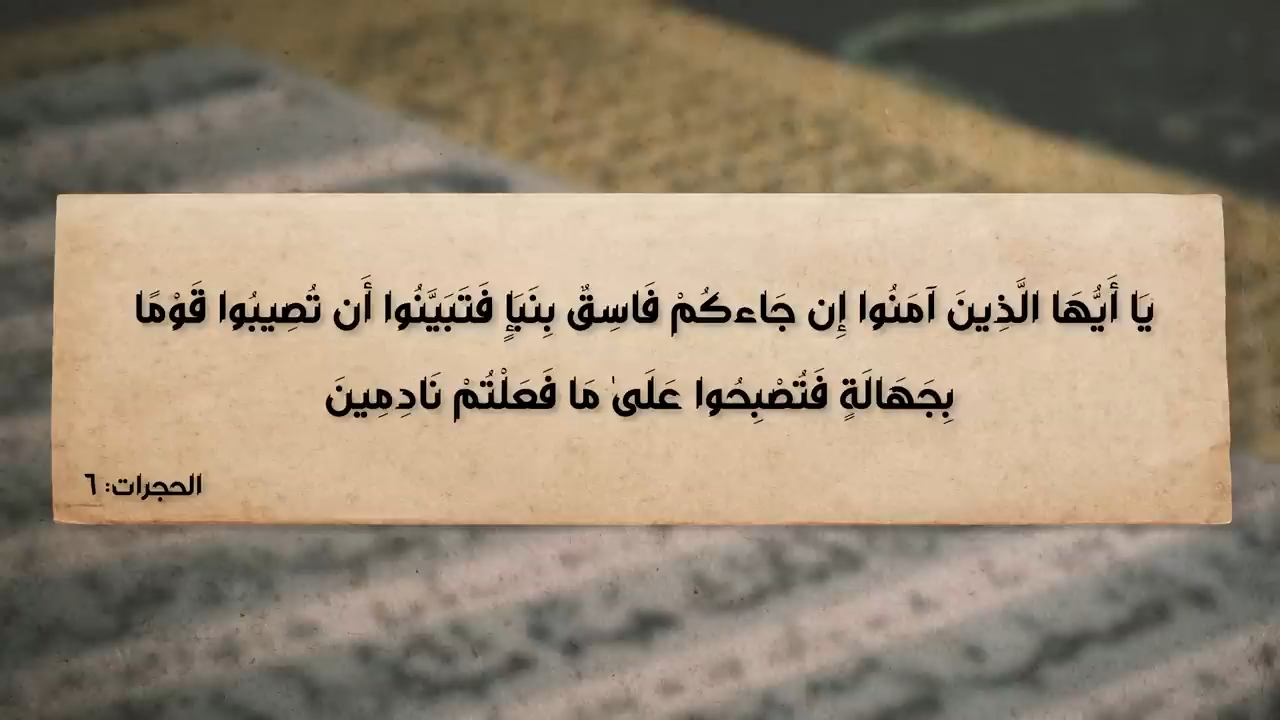 يَا أَيُّهَا الَّذِينَ آمَنُوا إِن جَاءكُمْ فَاسِقٌ بِنَبَإٍ فَتَبَيَّنُوا أَن تُصِيبُوا قَوْمًا
بِجَهَالَةٍ فَتُصْبِحُوا عَلَىٰ مَا فَعَلْتُمْ نَادِمِينَ
الحجرات: ٦